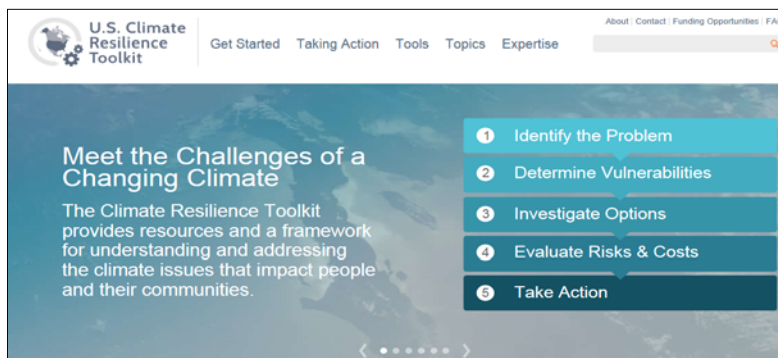 U.S. Climate
Resilience
Toolkit
About | Contact | Funding Opportunities |
Get Started Taking Action Tools Topics Expertise
Meet the Challenges of a
Changing Climate
The Climate Resilience Toolkit
provides resources and a framework
for understanding and addressing
the climate issues that impact people
and their communities.
1 Identify the Problem
2 Determine Vulnerabilities
3 Investigate Options
4 Evaluate Risks & Costs
5 Take Action